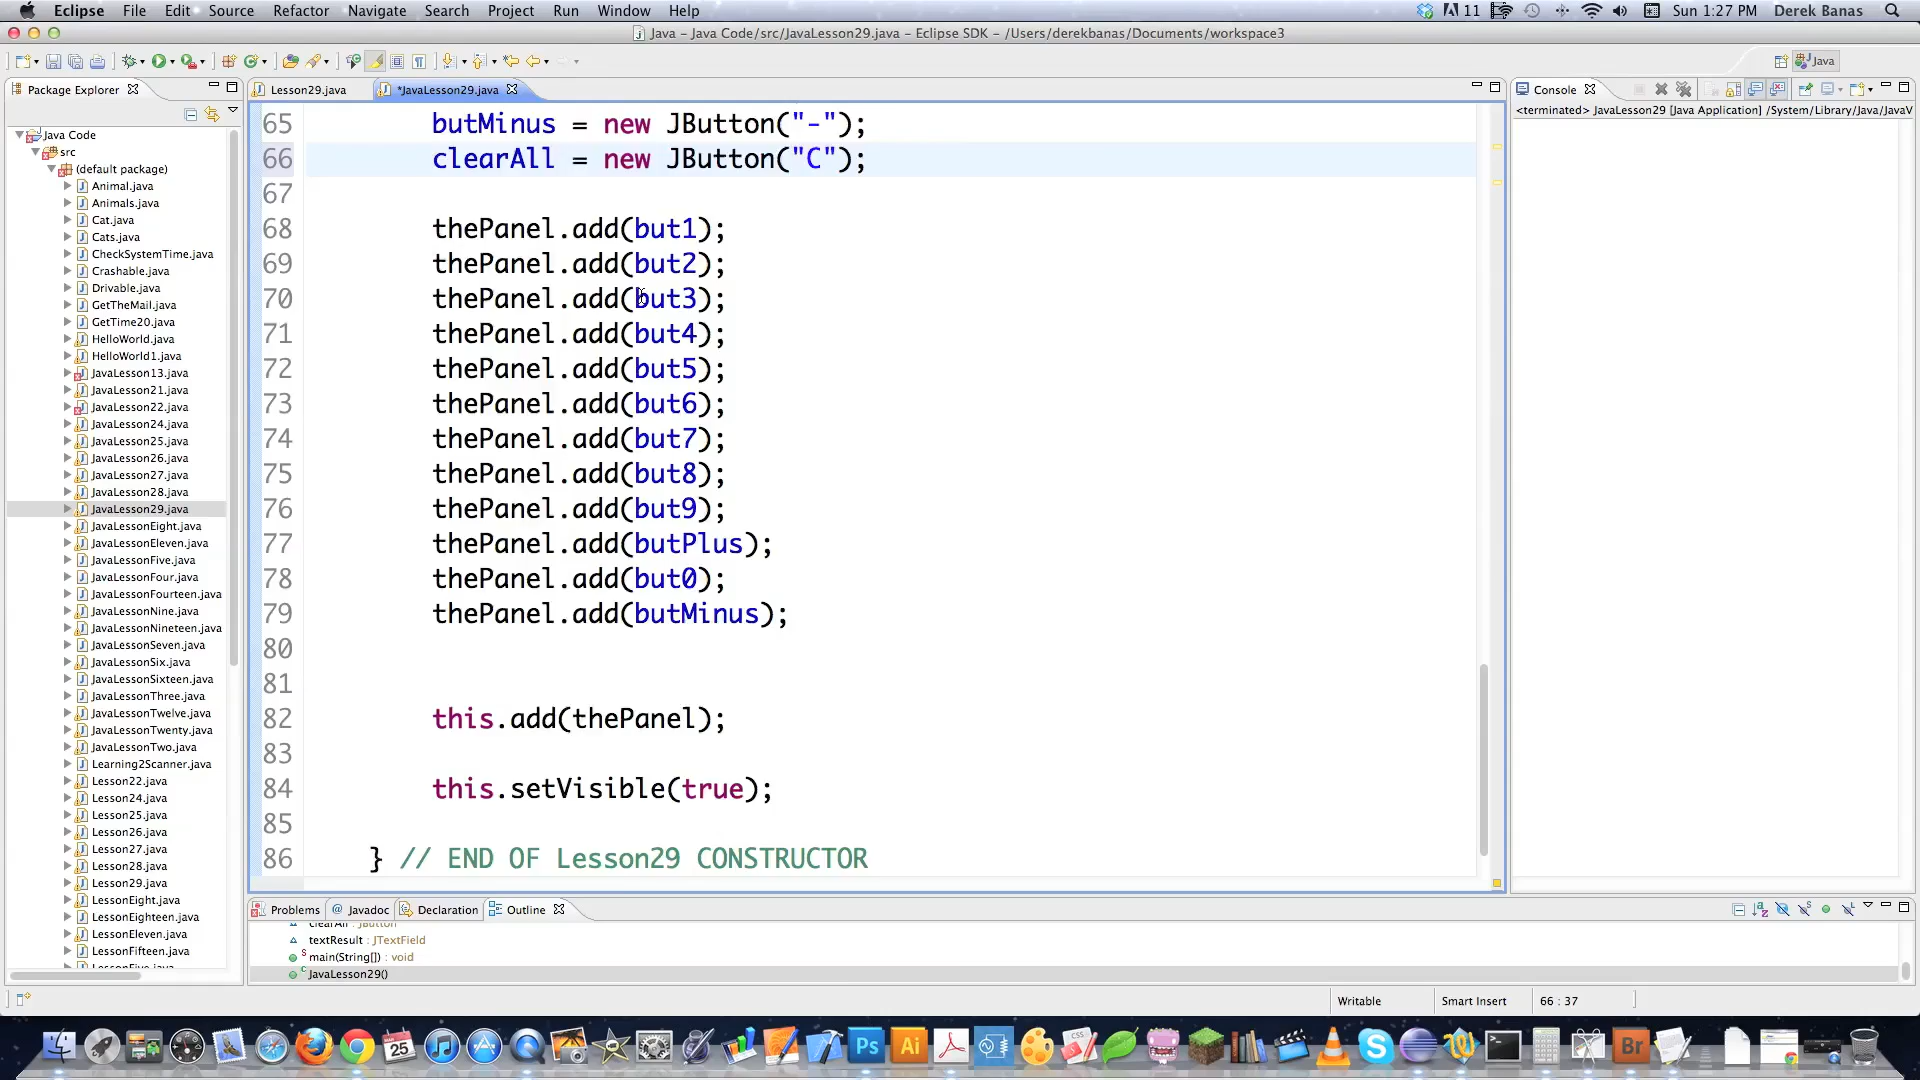 Eclipse File Edit Source Refactor Navigate Search Project Run Window Help 11 Sun 1:27 PM Derek Banas
Java – Java Code/src/JavaLesson29.java – Eclipse SDK – /Users/derekbanas/Documents/workspace3
Java
Package Explorer
Lesson29.java
*JavaLesson29.java
Console
<terminated> JavaLesson29 [Java Application] /System/Library/Java/JavaV
Java Code
src
(default package)
Animal.java
Animals.java
Cat.java
Cats.java
CheckSystemTime.java
Crashable.java
Drivable.java
GetTheMail.java
GetTime20.java
HelloWorld.java
HelloWorld1.java
JavaLesson13.java
JavaLesson21.java
JavaLesson22.java
JavaLesson24.java
JavaLesson25.java
JavaLesson26.java
JavaLesson27.java
JavaLesson28.java
JavaLesson29.java
JavaLessonEight.java
JavaLessonEleven.java
JavaLessonFive.java
JavaLessonFour.java
JavaLessonFourteen.java
JavaLessonNine.java
JavaLessonNineteen.java
JavaLessonSeven.java
JavaLessonSix.java
JavaLessonSixteen.java
JavaLessonThree.java
JavaLessonTwelve.java
JavaLessonTwenty.java
JavaLessonTwo.java
Learning2Scanner.java
Lesson22.java
Lesson24.java
Lesson25.java
Lesson26.java
Lesson27.java
Lesson28.java
Lesson29.java
LessonEight.java
LessonEighteen.java
LessonEleven.java
LessonFifteen.java
LessonFive.java
65 butMinus = new JButton("-");
66 clearAll = new JButton("C");
67
68 thePanel.add(but1);
69 thePanel.add(but2);
70 thePanel.add(but3);
71 thePanel.add(but4);
72 thePanel.add(but5);
73 thePanel.add(but6);
74 thePanel.add(but7);
75 thePanel.add(but8);
76 thePanel.add(but9);
77 thePanel.add(butPlus);
78 thePanel.add(but0);
79 thePanel.add(butMinus);
80
81
82 this.add(thePanel);
83
84 this.setVisible(true);
85
86 } // END OF Lesson29 CONSTRUCTOR
Problems @ Javadoc Declaration Outline
clearAll : JButton
textResult : JTextField
main(String[]) : void
JavaLesson29()
Writable Smart Insert 66 : 37
25 Ps Ai Br